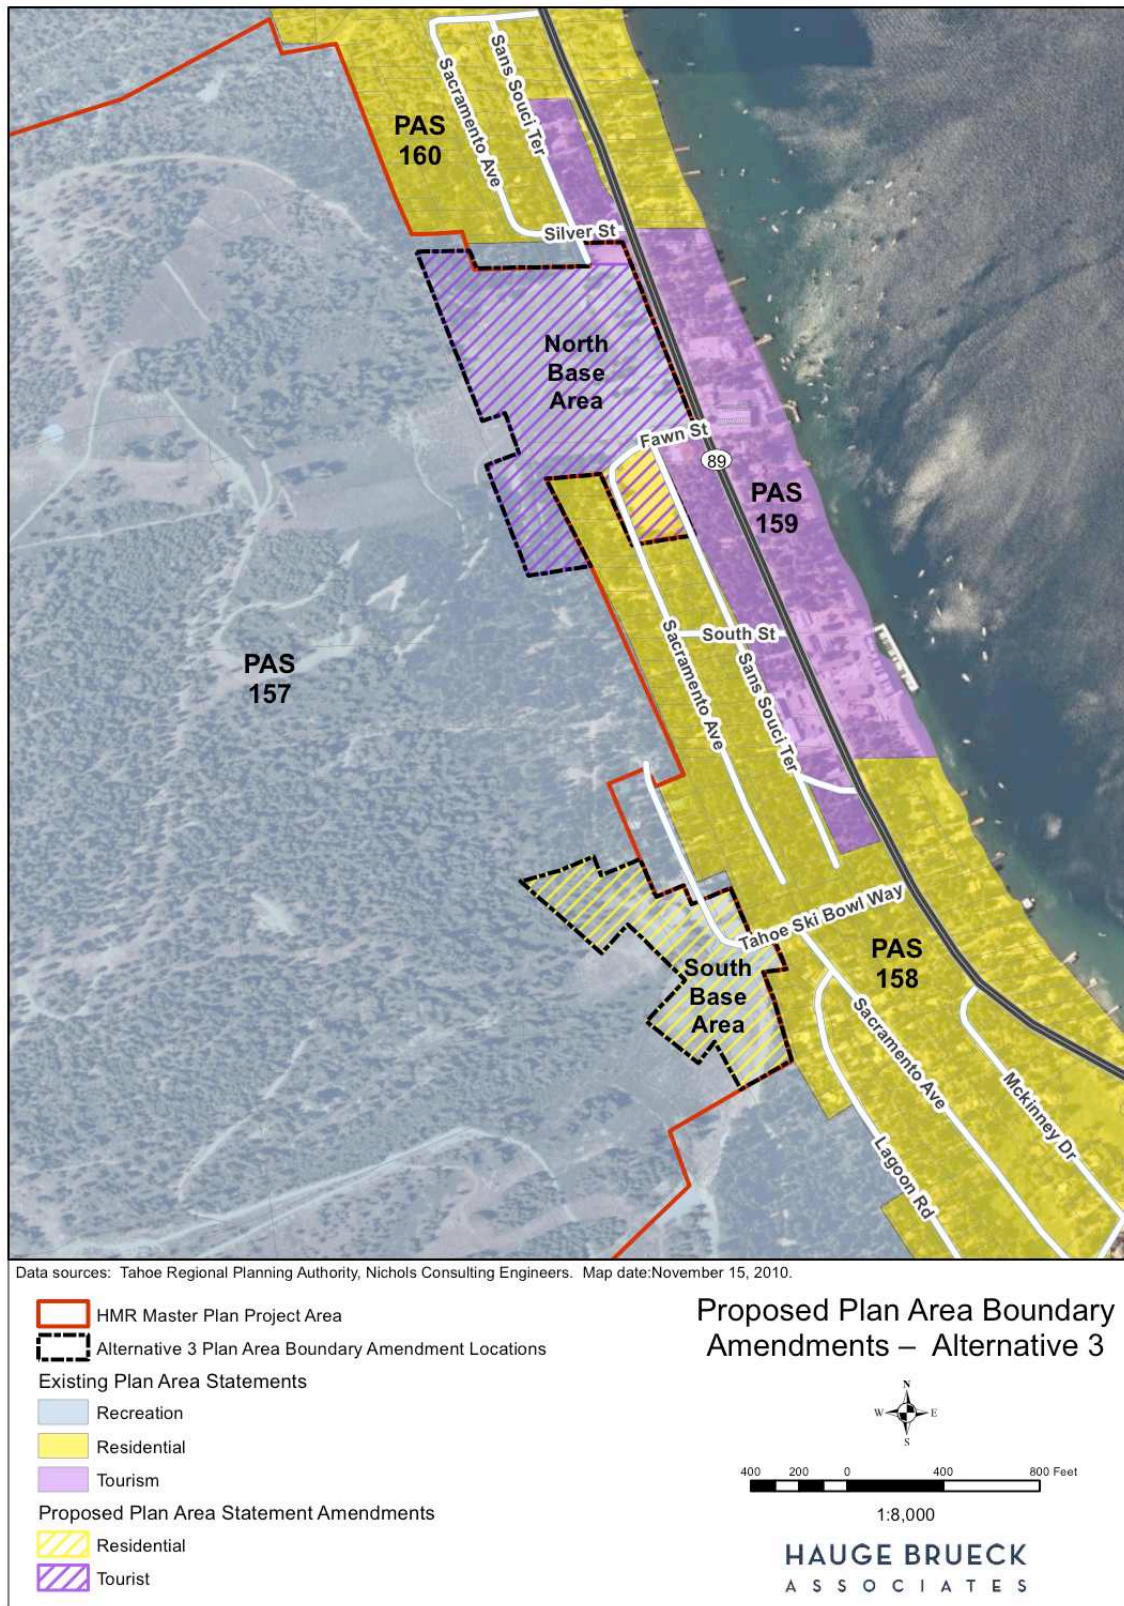 PAS
160
Sacramento Ave
Sans Souci Ter
Silver St
North
Base
Area
Fawn St
89
PAS
159
PAS
157
South St
Sacramento Ave
Sans Souci Ter
Tahoe Ski Bowl Way
PAS
158
South
Base
Area
Sacramento Ave
Mckinney Dr
Lagoon Rd
Data sources: Tahoe Regional Planning Authority, Nichols Consulting Engineers. Map date:November 15, 2010.
HMR Master Plan Project Area
Alternative 3 Plan Area Boundary Amendment Locations
Existing Plan Area Statements
Recreation
Residential
Tourism
Proposed Plan Area Statement Amendments
Residential
Tourist
Proposed Plan Area Boundary
Amendments – Alternative 3
N
W E
S
400 200 0 400 800 Feet
1:8,000
HAUGE BRUECK
ASSOCIATES